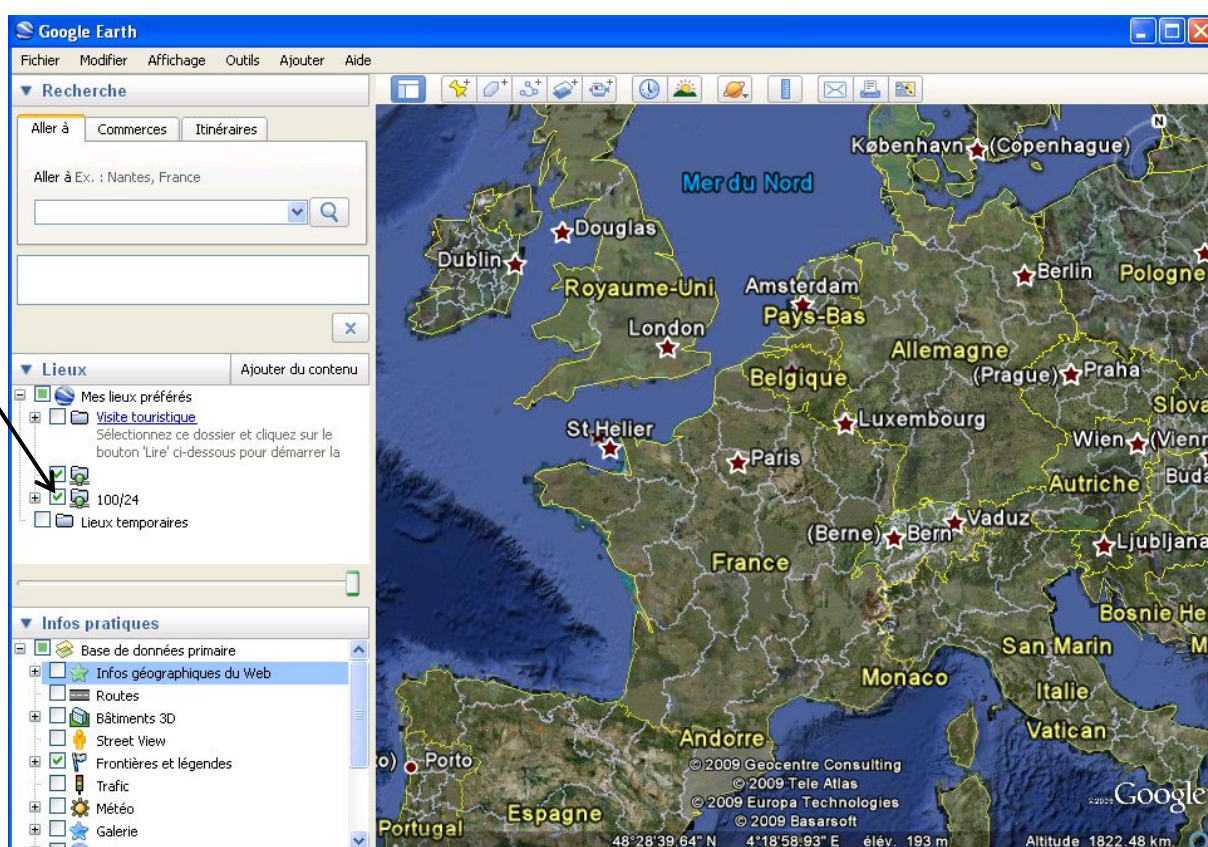 Google Earth
Fichier Modifier Affichage Outils Ajouter Aide
Recherche
Aller à Commerces Itinéraires
Aller à Ex. : Nantes, France
Lieux Ajouter du contenu
Mes lieux préférés
Visite touristique
Sélectionnez ce dossier et cliquez sur le
bouton 'Lire' ci-dessous pour démarrer la
100/24
Lieux temporaires
Infos pratiques
Base de données primaire
Infos géographiques du Web
Routes
Bâtiments 3D
Street View
Frontières et légendes
Trafic
Météo
Galerie
N
København (Copenhague)
Mer du Nord
Douglas
Dublin
Berlin Pologne
Royaume-Uni Amsterdam
Pays-Bas
London
Allemagne
Belgique (Prague) Praha
Slova
St Helier Luxembourg
Wien (Vienn
Paris
Autriche Buda
Vaduz
(Berne) Bern Ljubljana
France
Bosnie He
San Marin M
Monaco
Italie
Vatican
Andorre
o) Porto © 2009 Geocentre Consulting
© 2009 Tele Atlas
© 2009 Europa Technologies
© 2009 Basarsoft
©2009 Google
Espagne
Portugal
48°28'39.64" N 4°18'58.93" E élév. 193 m Altitude 1822.48 km